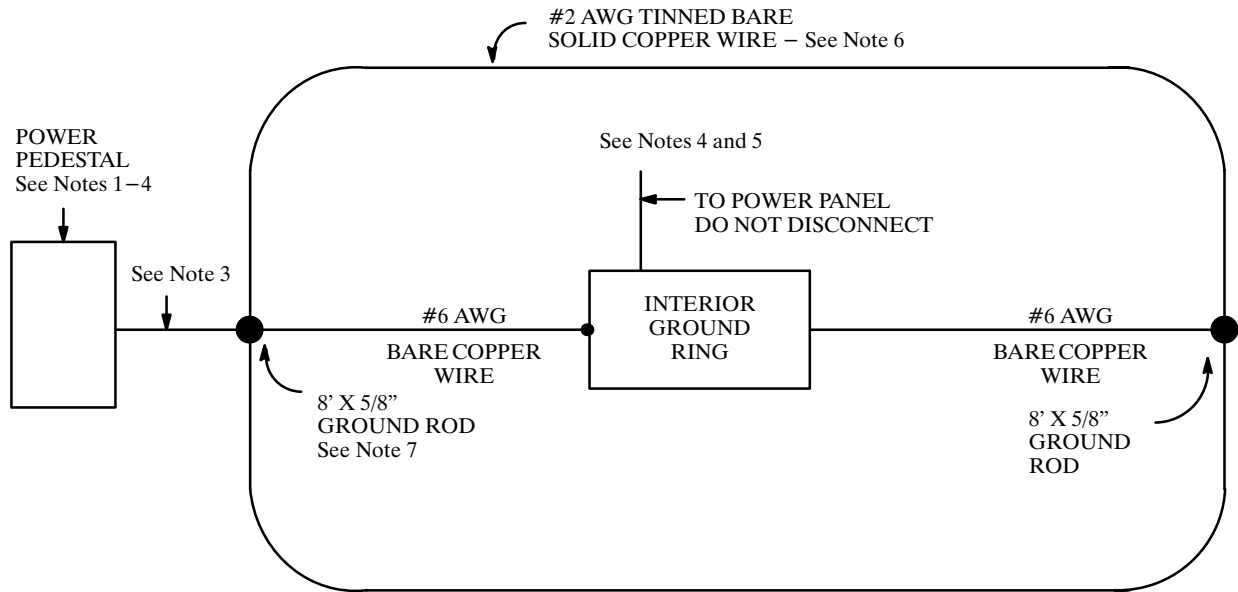 #2 AWG TINNED BARE
SOLID COPPER WIRE – See Note 6
POWER
PEDESTAL
See Notes 1–4
See Notes 4 and 5
TO POWER PANEL
DO NOT DISCONNECT
See Note 3
#6 AWG
BARE COPPER
WIRE
INTERIOR
GROUND
RING
#6 AWG
BARE COPPER
WIRE
8’ X 5/8”
GROUND ROD
See Note 7
8’ X 5/8”
GROUND
ROD